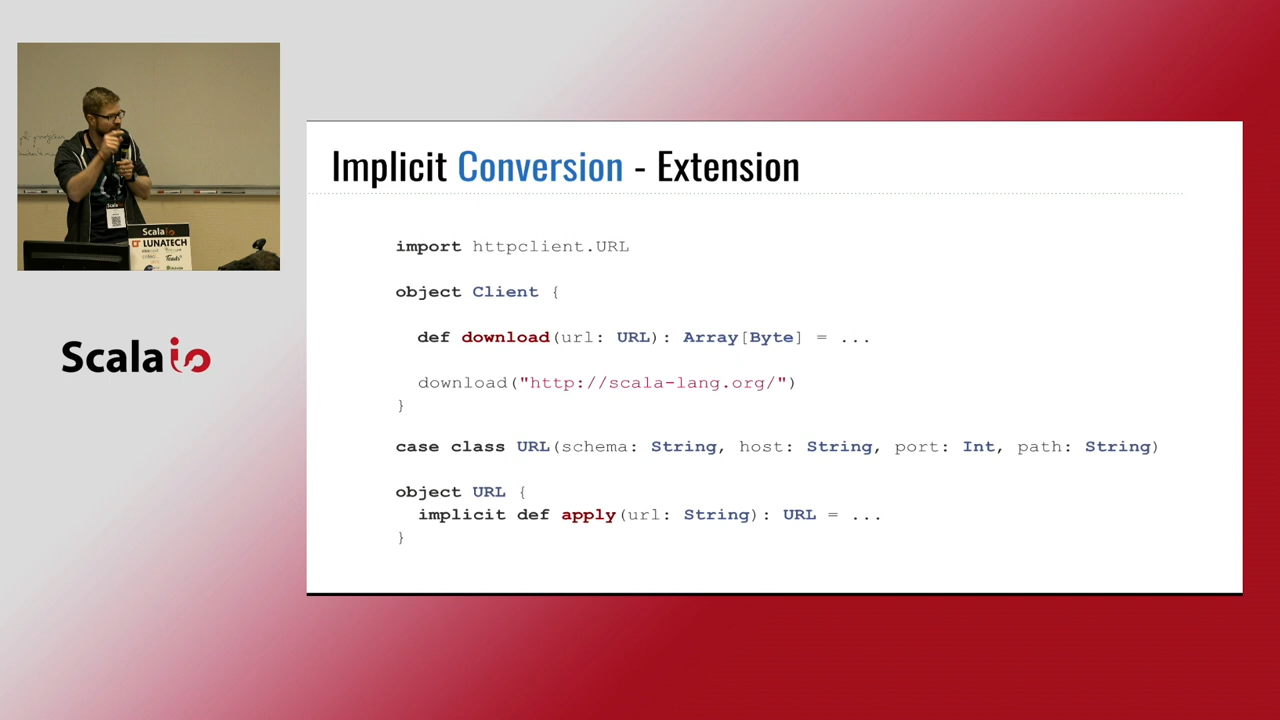 Scala
LUNATECH
Implicit Conversion - Extension
import httpclient.URL
object Client {
def download(url: URL): Array[Byte] = ...
download("http://scala-lang.org/")
}
case class URL(schema: String, host: String, port: Int, path: String)
object URL {
implicit def apply(url: String): URL = ...
}
Scala io